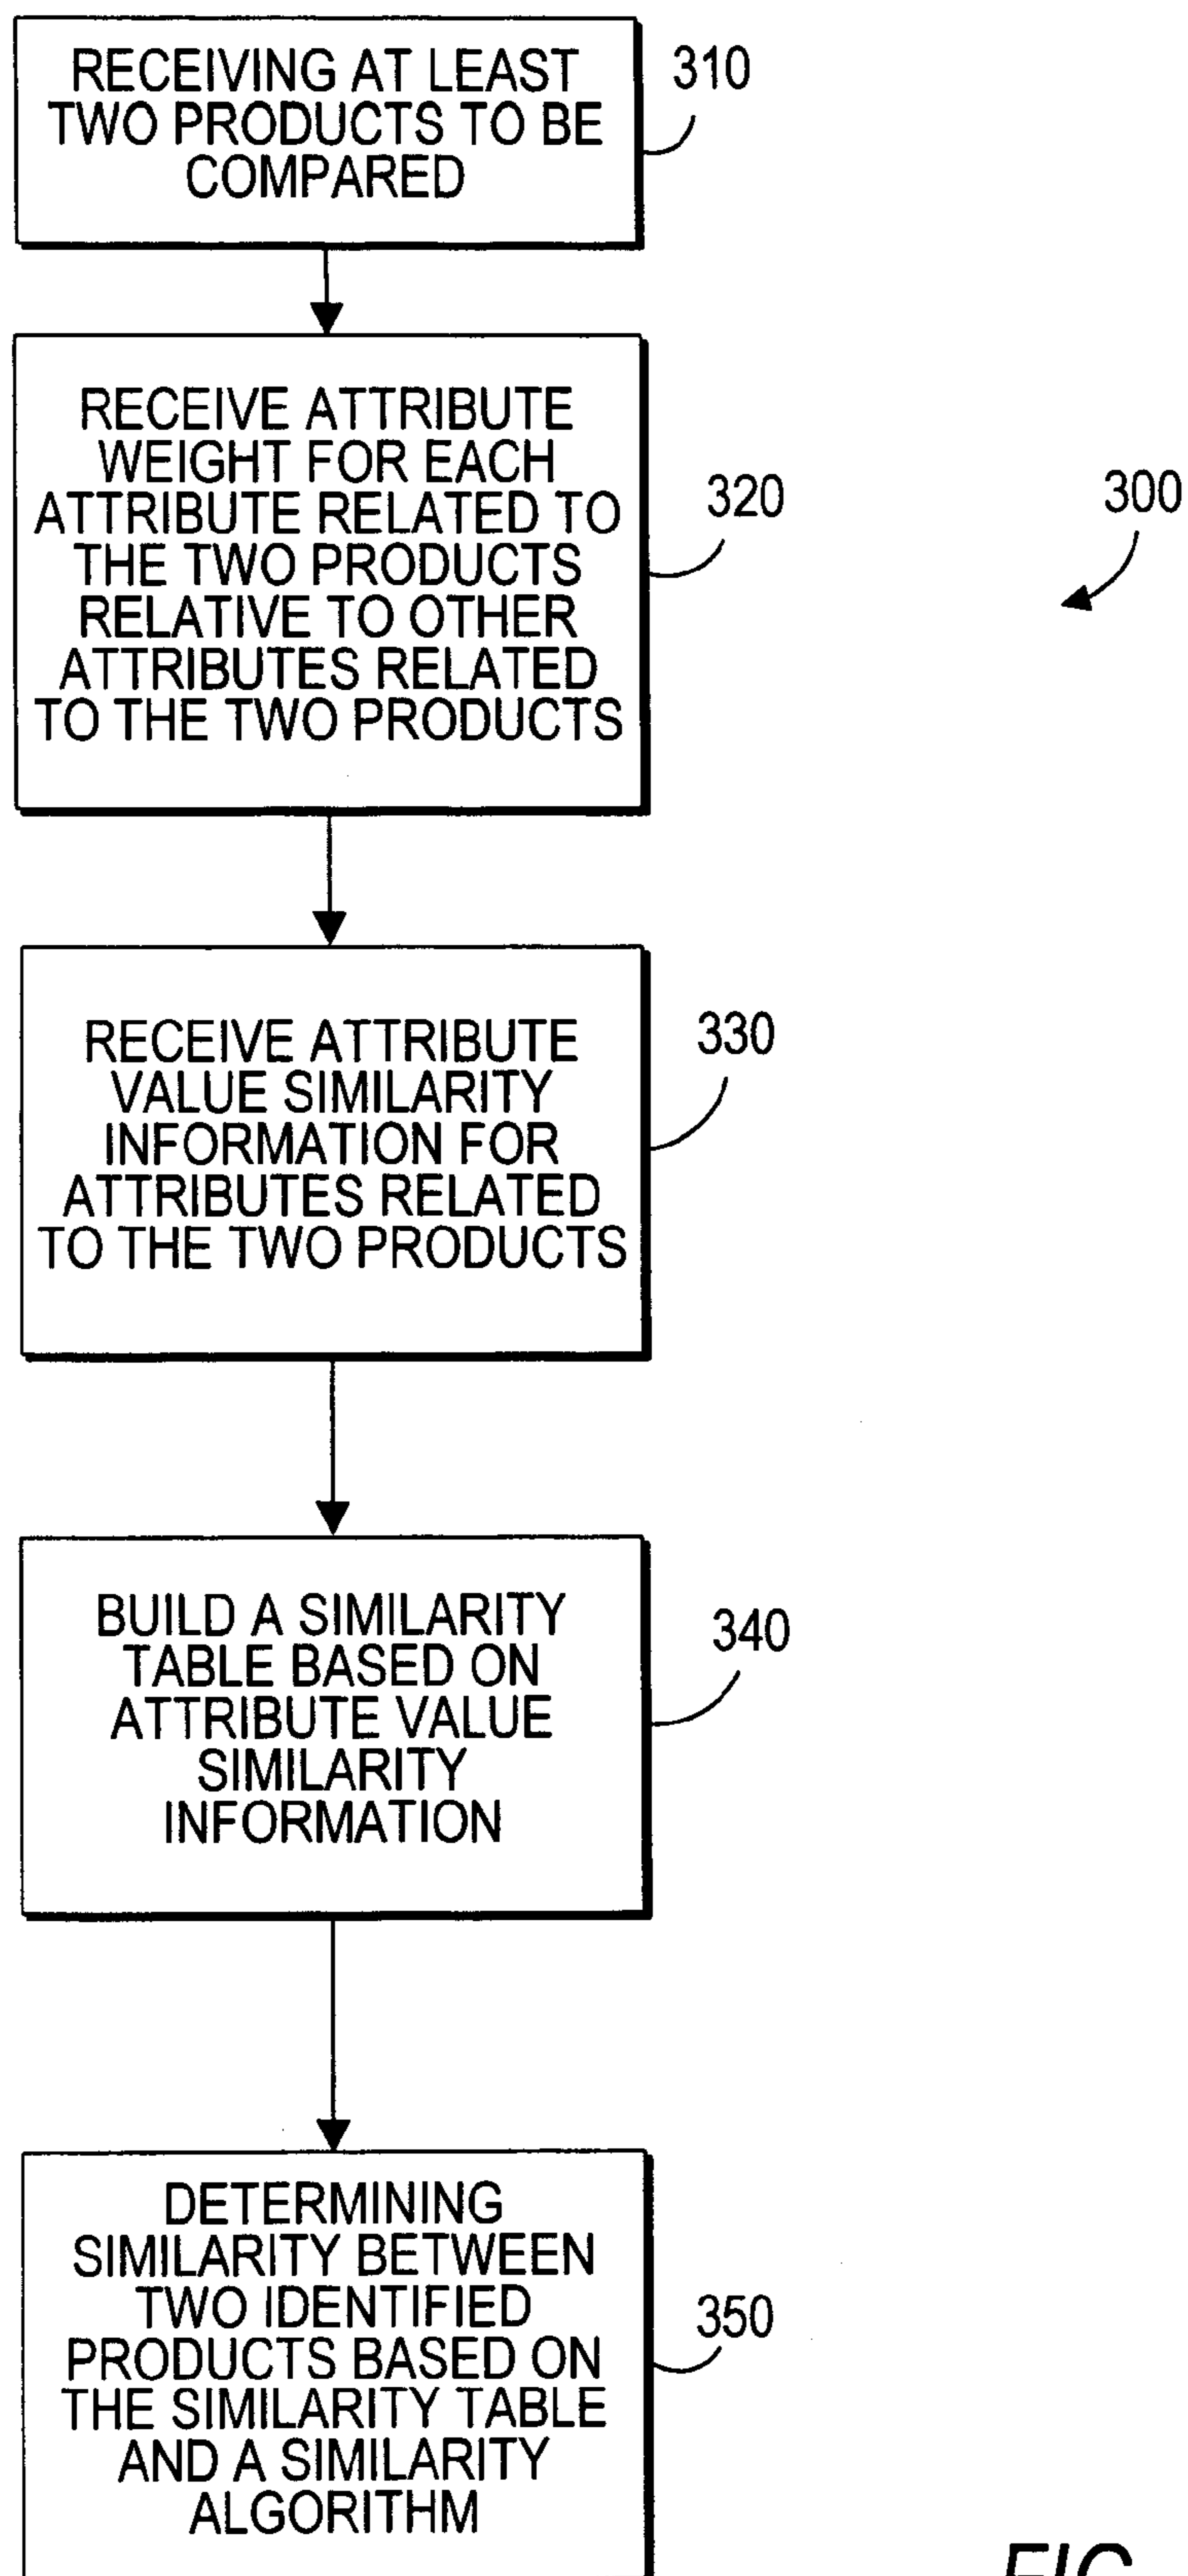 RECEIVING AT LEAST
TWO PRODUCTS TO BE
COMPARED
310
RECEIVE ATTRIBUTE
WEIGHT FOR EACH
ATTRIBUTE RELATED TO
THE TWO PRODUCTS
RELATIVE TO OTHER
ATTRIBUTES RELATED
TO THE TWO PRODUCTS
320
300
RECEIVE ATTRIBUTE
VALUE SIMILARITY
INFORMATION FOR
ATTRIBUTES RELATED
TO THE TWO PRODUCTS
330
BUILD A SIMILARITY
TABLE BASED ON
ATTRIBUTE VALUE
SIMILARITY
INFORMATION
340
DETERMINING
SIMILARITY BETWEEN
TWO IDENTIFIED
PRODUCTS BASED ON
THE SIMILARITY TABLE
AND A SIMILARITY
ALGORITHM
350
FIG